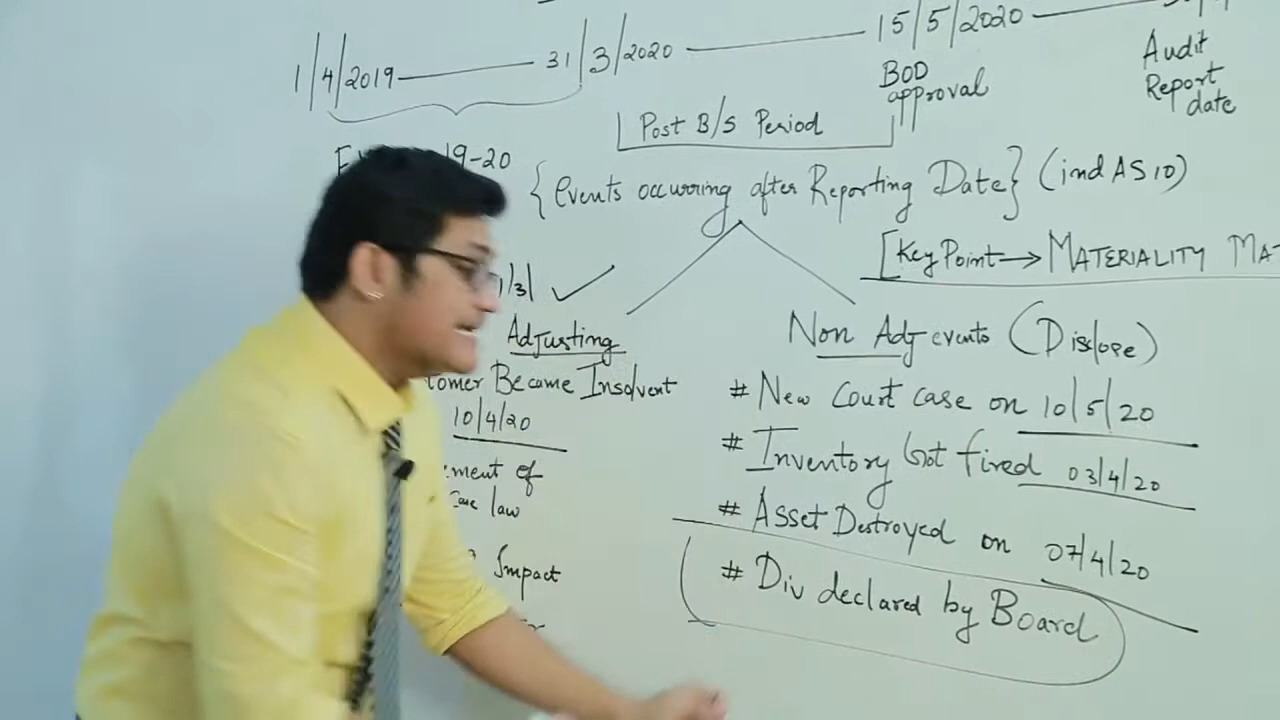 1/4/2019 31/3/2020 15/5/2020
BOD
approval
Audit
Report
date
Post B/S Period
19-20
{Events occurring after Reporting Date} (ind AS 10)
[Key Point → MATERIALITY MA
/3/ ✓
Adjusting
tomer Became Insolvent
10/4/20
ement of
Case law
Impact
Non Adj events (Disclose)
# New Court case on 10/5/20
# Inventory Got fired 03/4/20
# Asset Destroyed on 07/4/20
# Div declared by Board